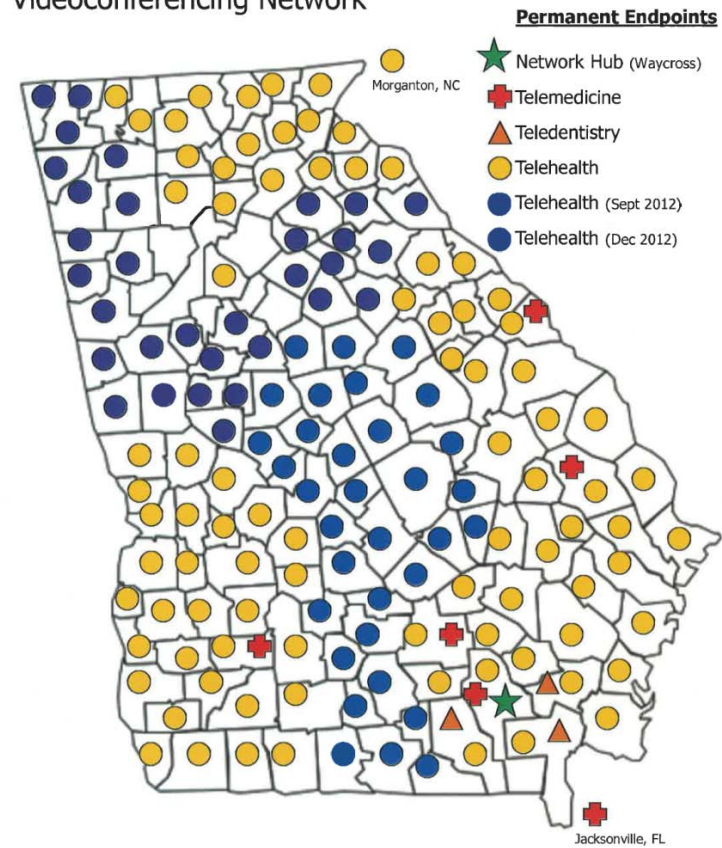 Videoconferencing Network
Permanent Endpoints
Network Hub (Waycross)
Morganton, NC
Telemedicine
Teledentistry
Telehealth
Telehealth (Sept 2012)
Telehealth (Dec 2012)
Jacksonville, FL